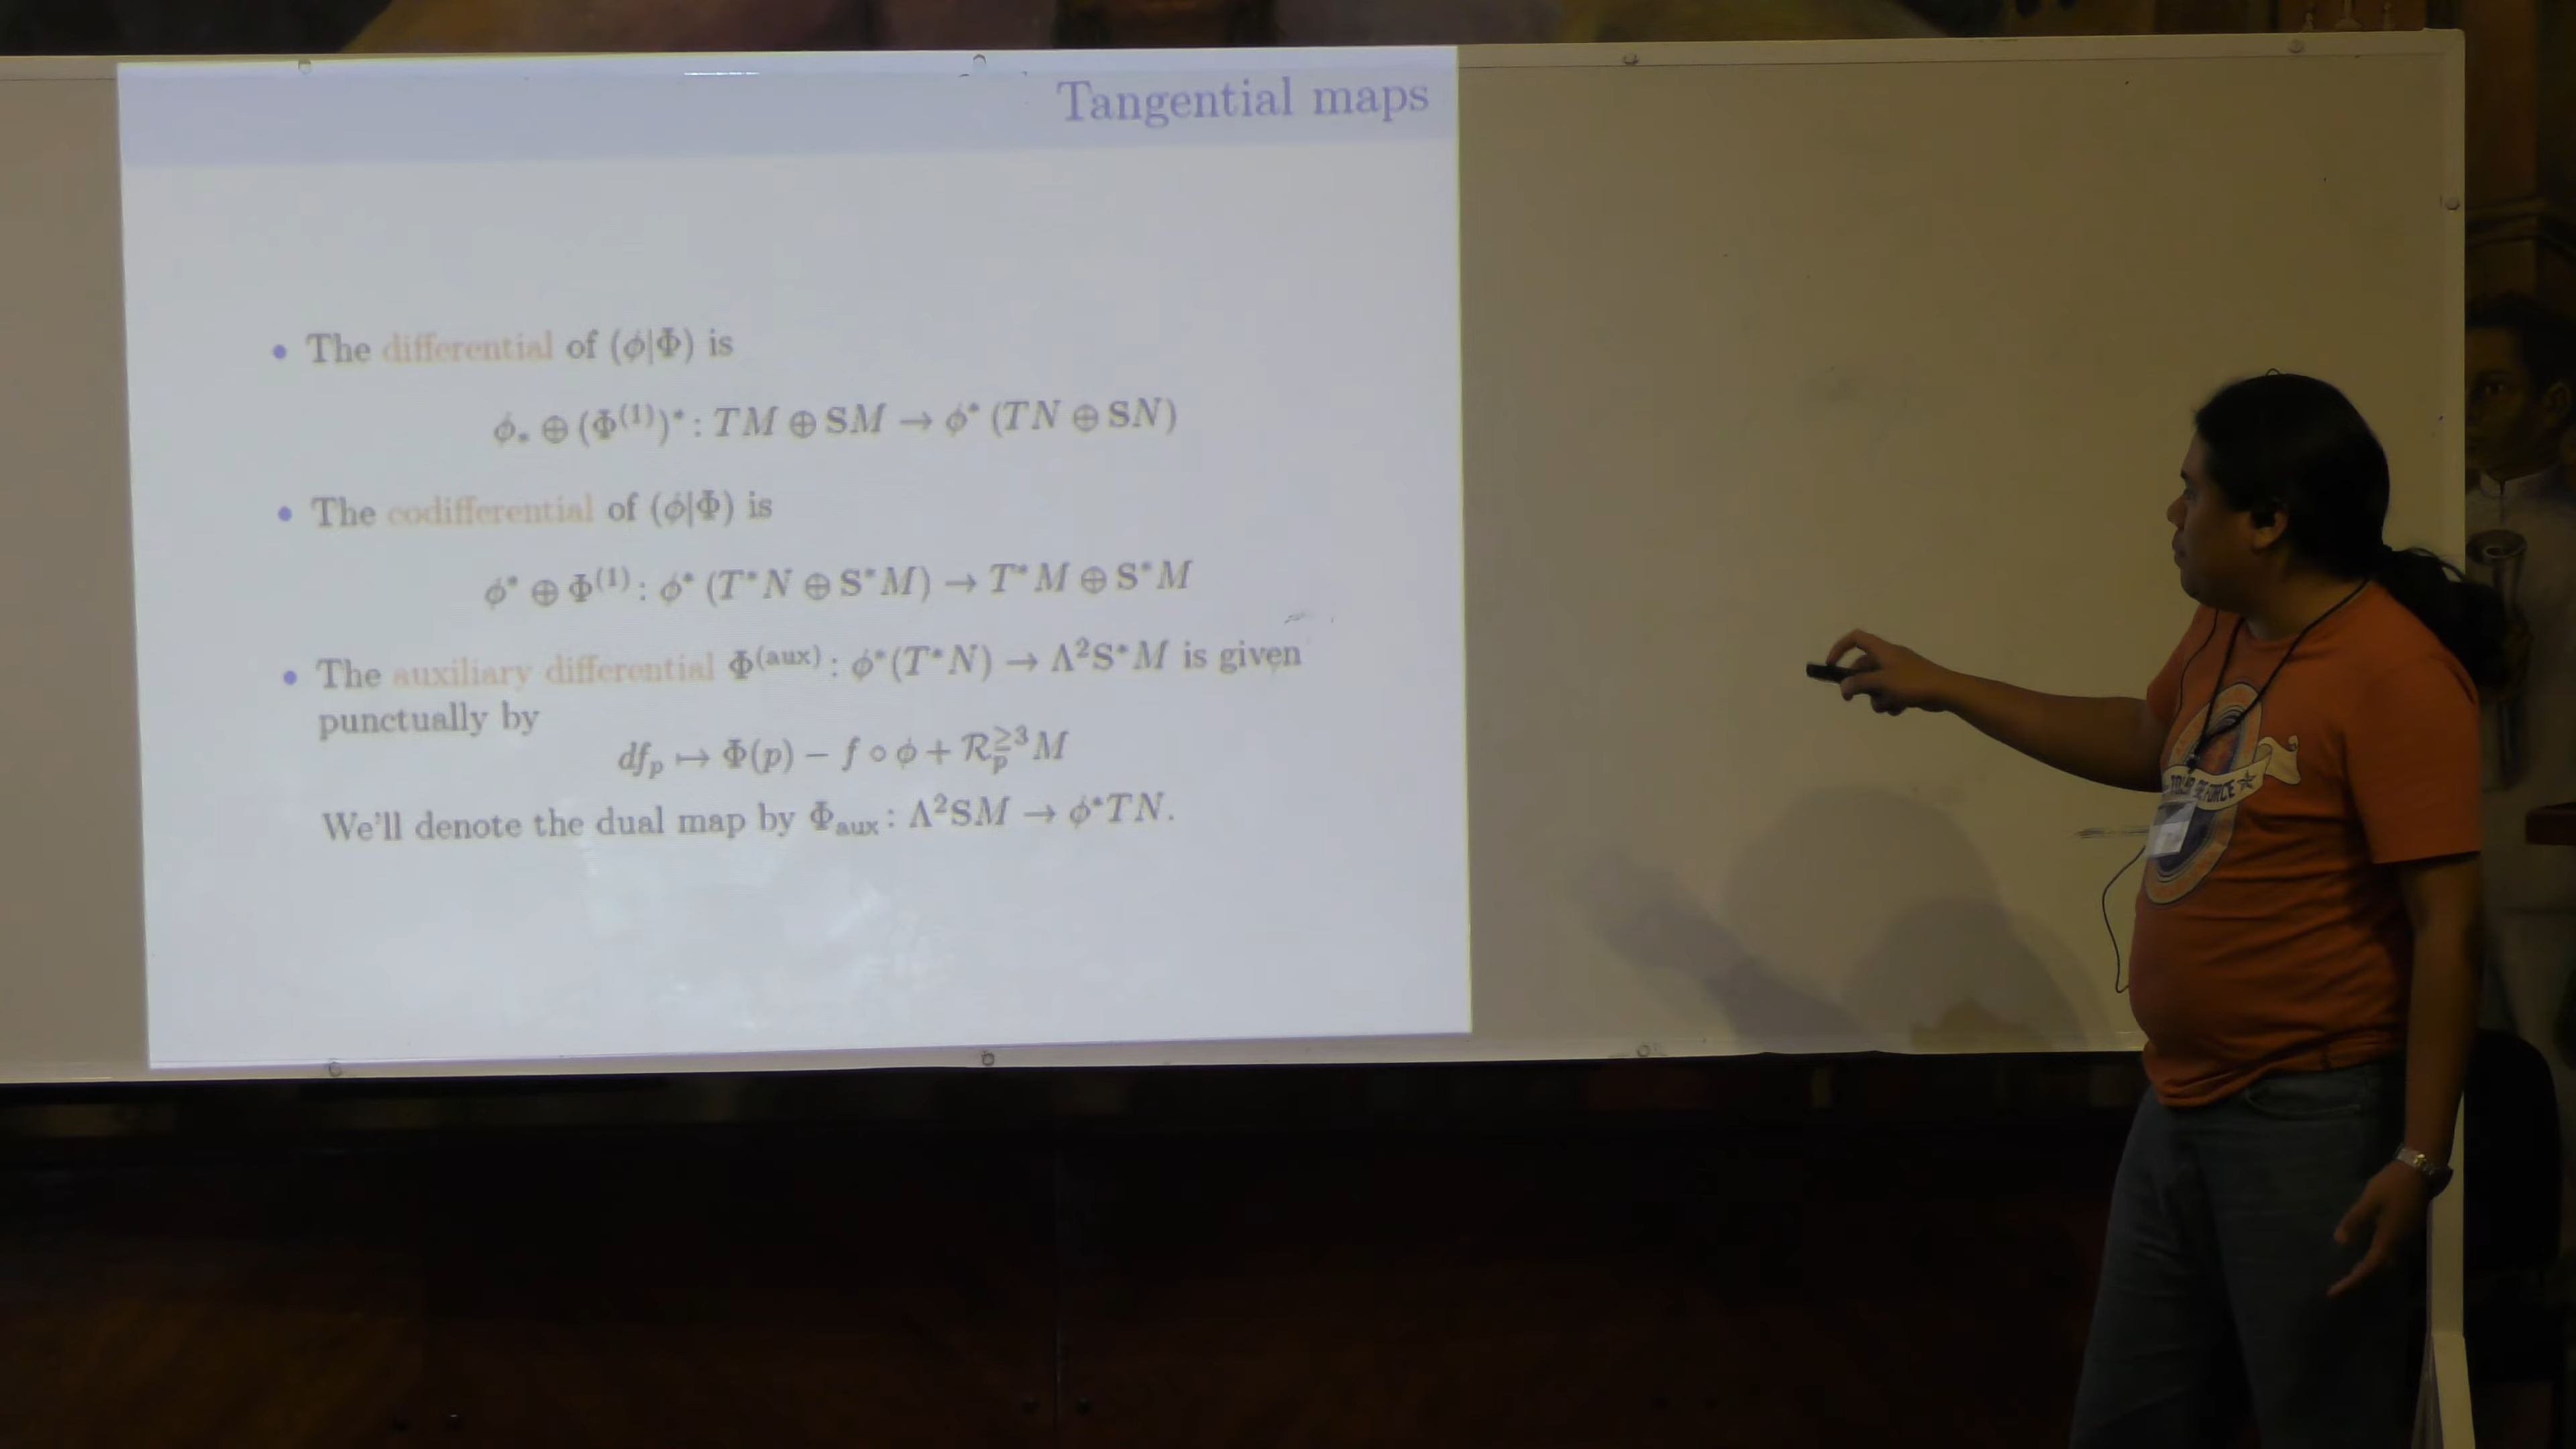 Tangential maps
• The differential of (ϕ|Φ) is
ϕ_* ⊕ (Φ^(1))^* : TM ⊕ SM → ϕ^* (TN ⊕ SN)
• The codifferential of (ϕ|Φ) is
ϕ^* ⊕ Φ^(1) : ϕ^* (T^*N ⊕ S^*M) → T^*M ⊕ S^*M
• The auxiliary differential Φ^(aux) : ϕ^*(T^*N) → Λ²S^*M is given
punctually by
df_p ↦ Φ(p) − f ∘ ϕ + ℛ_p^{≥3}M
We'll denote the dual map by Φ_aux : Λ²SM → ϕ^*TN.